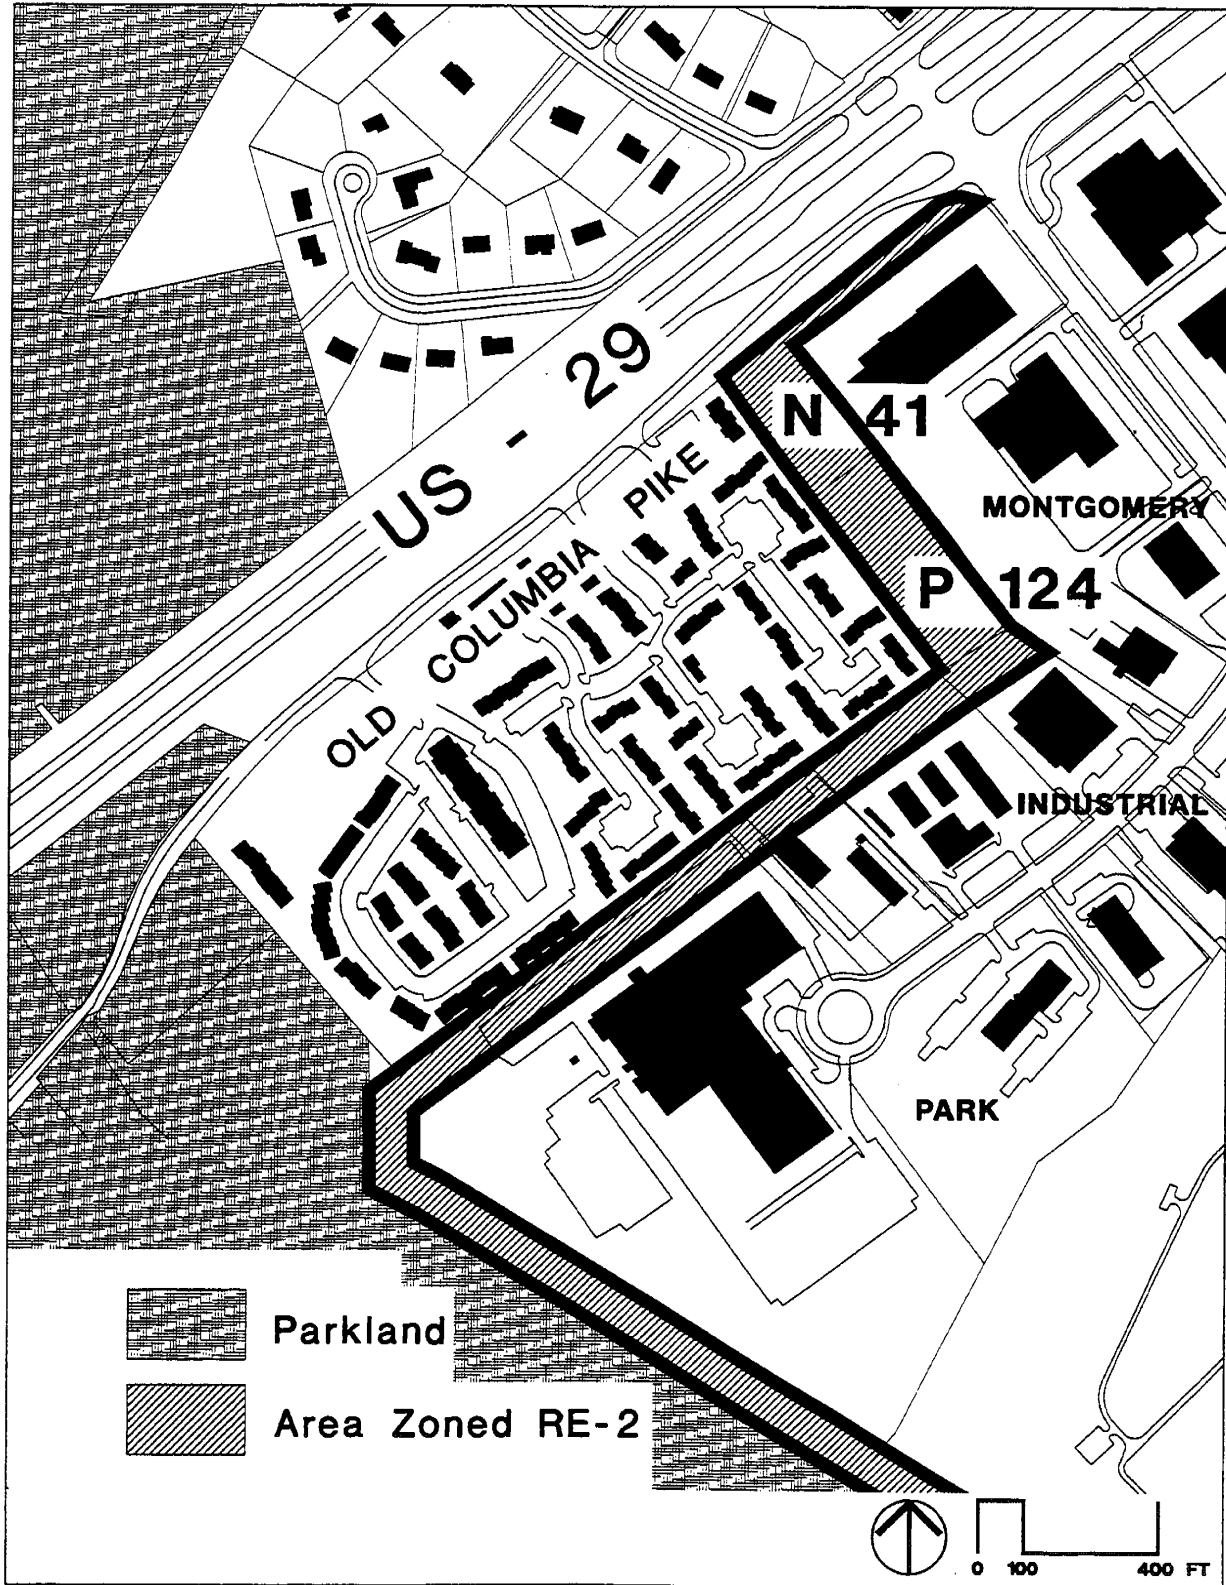 US - 29
OLD COLUMBIA PIKE
N 41
P 124
MONTGOMERY
INDUSTRIAL
PARK
Parkland
Area Zoned RE-2
0 100 400 FT